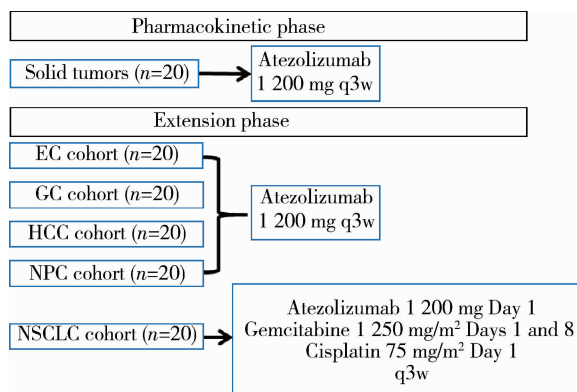 Pharmacokinetic phase
Solid tumors (n=20)
Atezolizumab
1 200 mg q3w
Extension phase
EC cohort (n=20)
GC cohort (n=20)
HCC cohort (n=20)
NPC cohort (n=20)
Atezolizumab
1 200 mg q3w
NSCLC cohort (n=20)
Atezolizumab 1 200 mg Day 1
Gemcitabine 1 250 mg/m² Days 1 and 8
Cisplatin 75 mg/m² Day 1
q3w